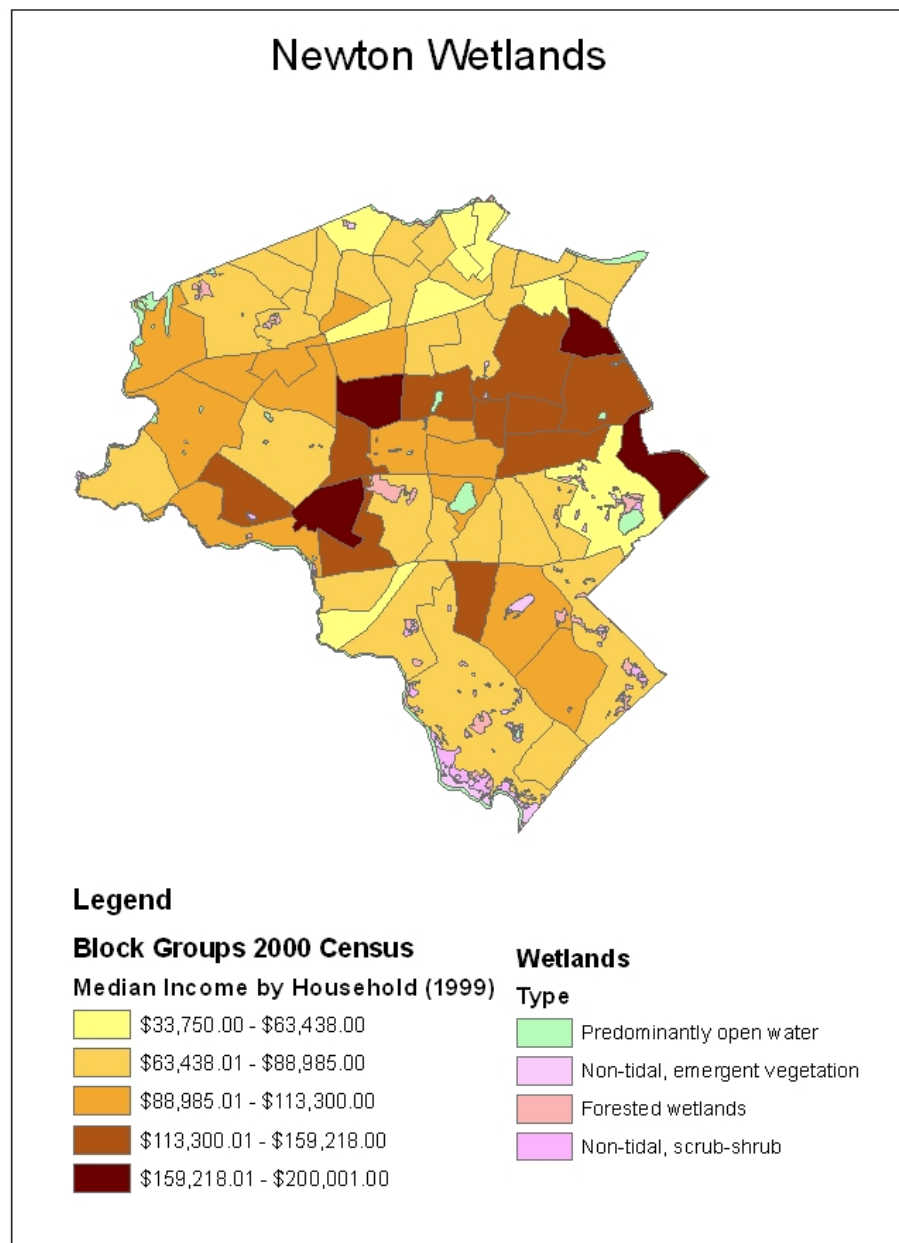 Newton Wetlands
Legend
Block Groups 2000 Census
Median Income by Household (1999)
$33,750.00 - $63,438.00
$63,438.01 - $88,985.00
$88,985.01 - $113,300.00
$113,300.01 - $159,218.00
$159,218.01 - $200,001.00
Wetlands
Type
Predominantly open water
Non-tidal, emergent vegetation
Forested wetlands
Non-tidal, scrub-shrub